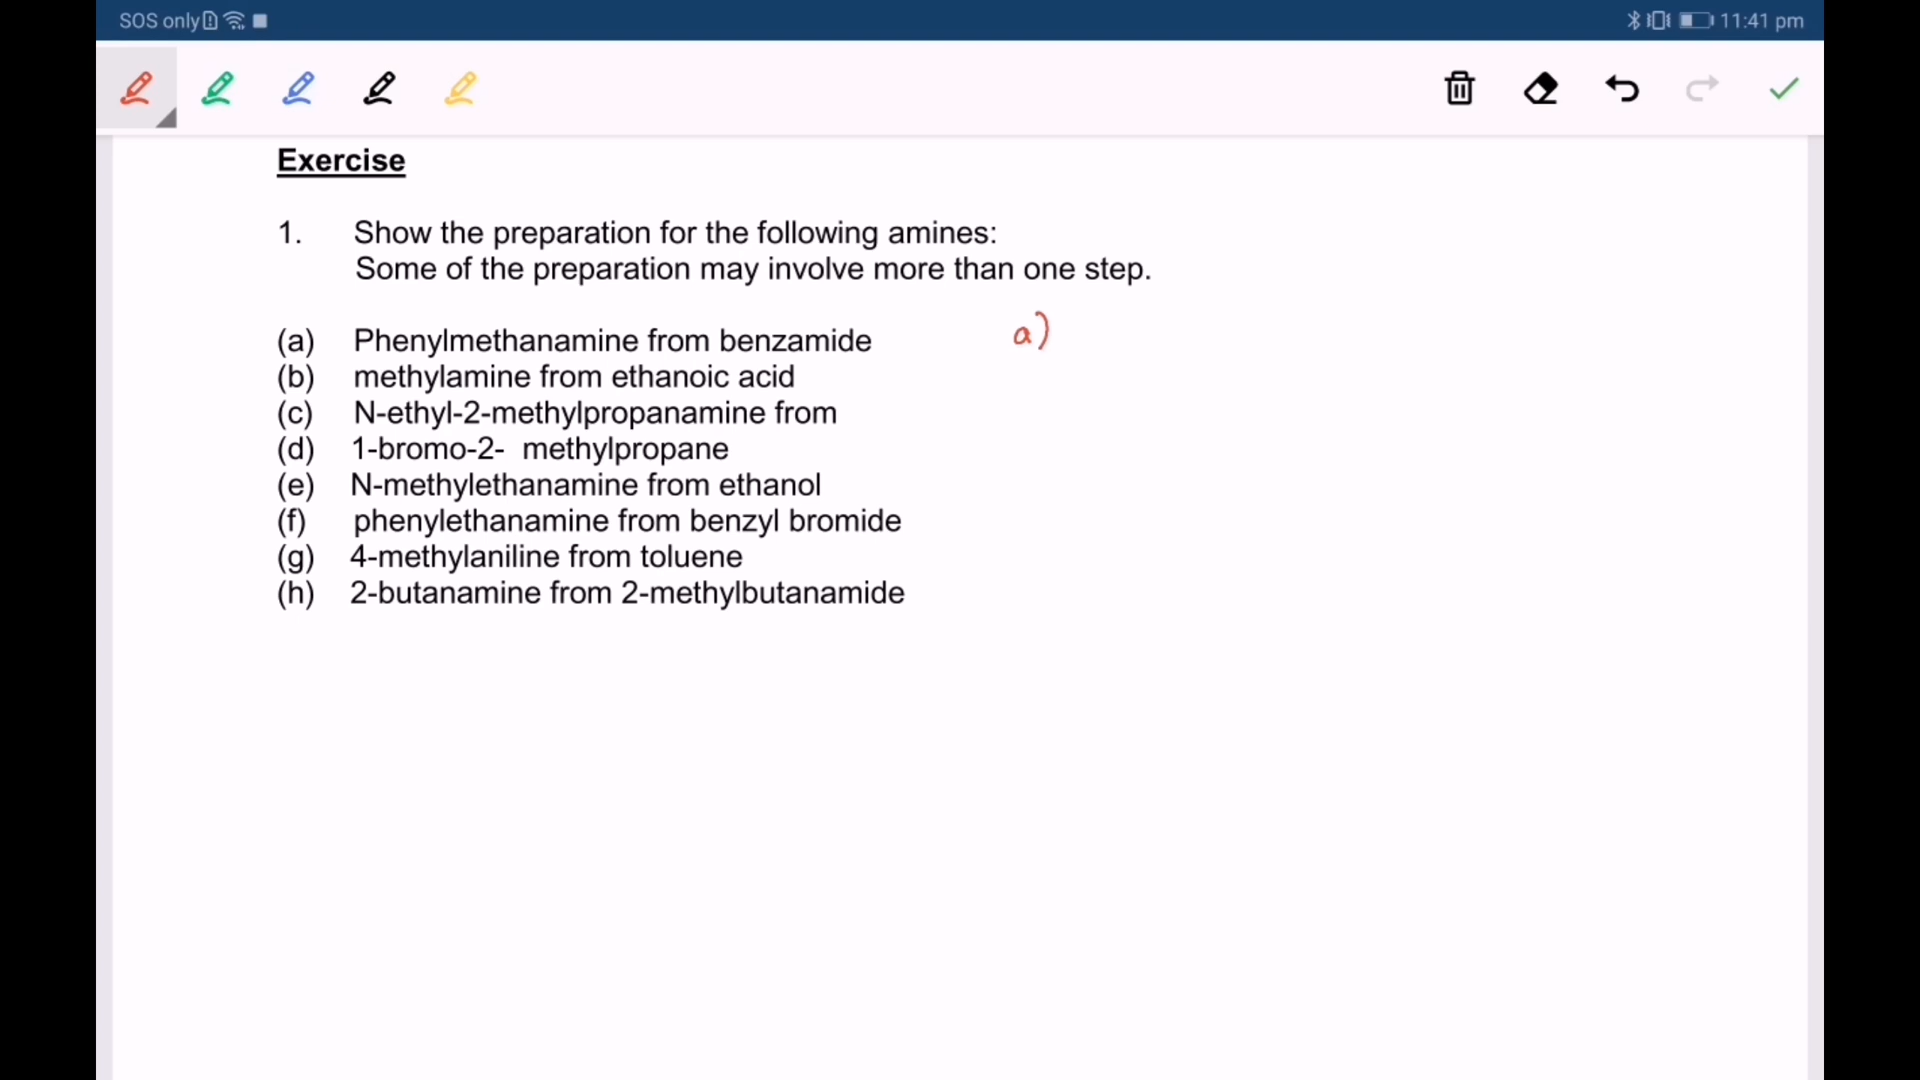 SOS only
11:41 pm
Exercise
1. Show the preparation for the following amines:
Some of the preparation may involve more than one step.
(a) Phenylmethanamine from benzamide
a)
(b) methylamine from ethanoic acid
(c) N-ethyl-2-methylpropanamine from
(d) 1-bromo-2- methylpropane
(e) N-methylethanamine from ethanol
(f) phenylethanamine from benzyl bromide
(g) 4-methylaniline from toluene
(h) 2-butanamine from 2-methylbutanamide